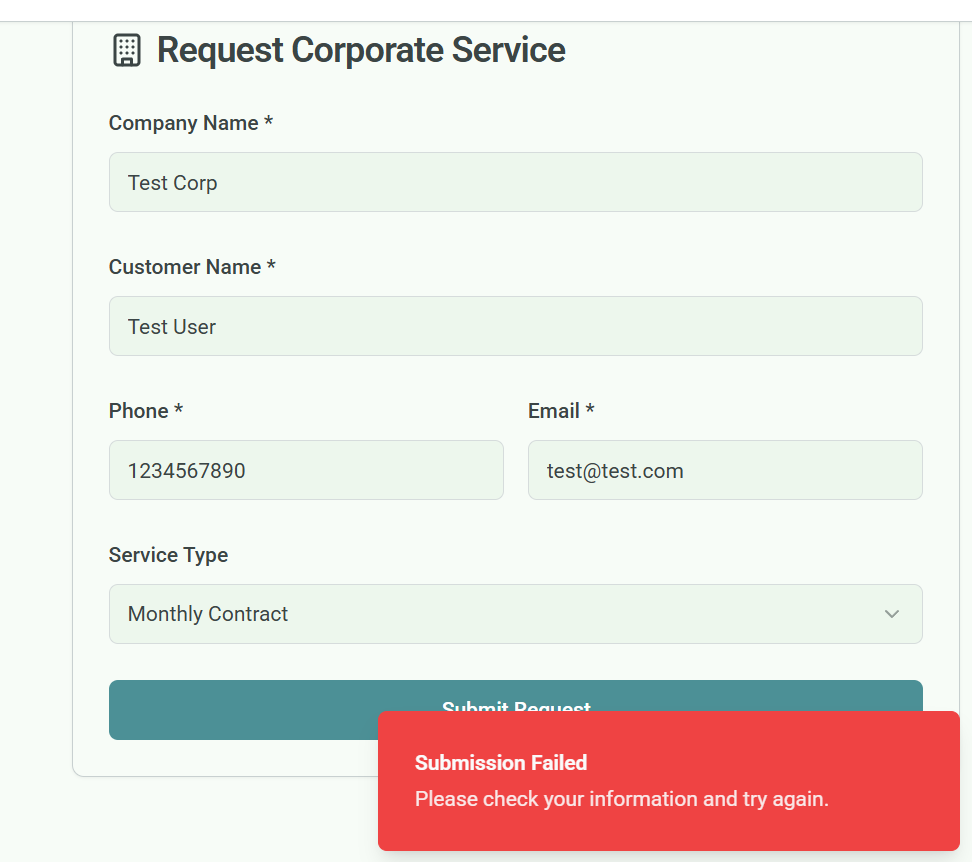 Request Corporate Service
Company Name *
Test Corp
Customer Name *
Test User
Phone *
Email *
1234567890
test@test.com
Service Type
Monthly Contract
Submit Request
Submission Failed
Please check your information and try again.